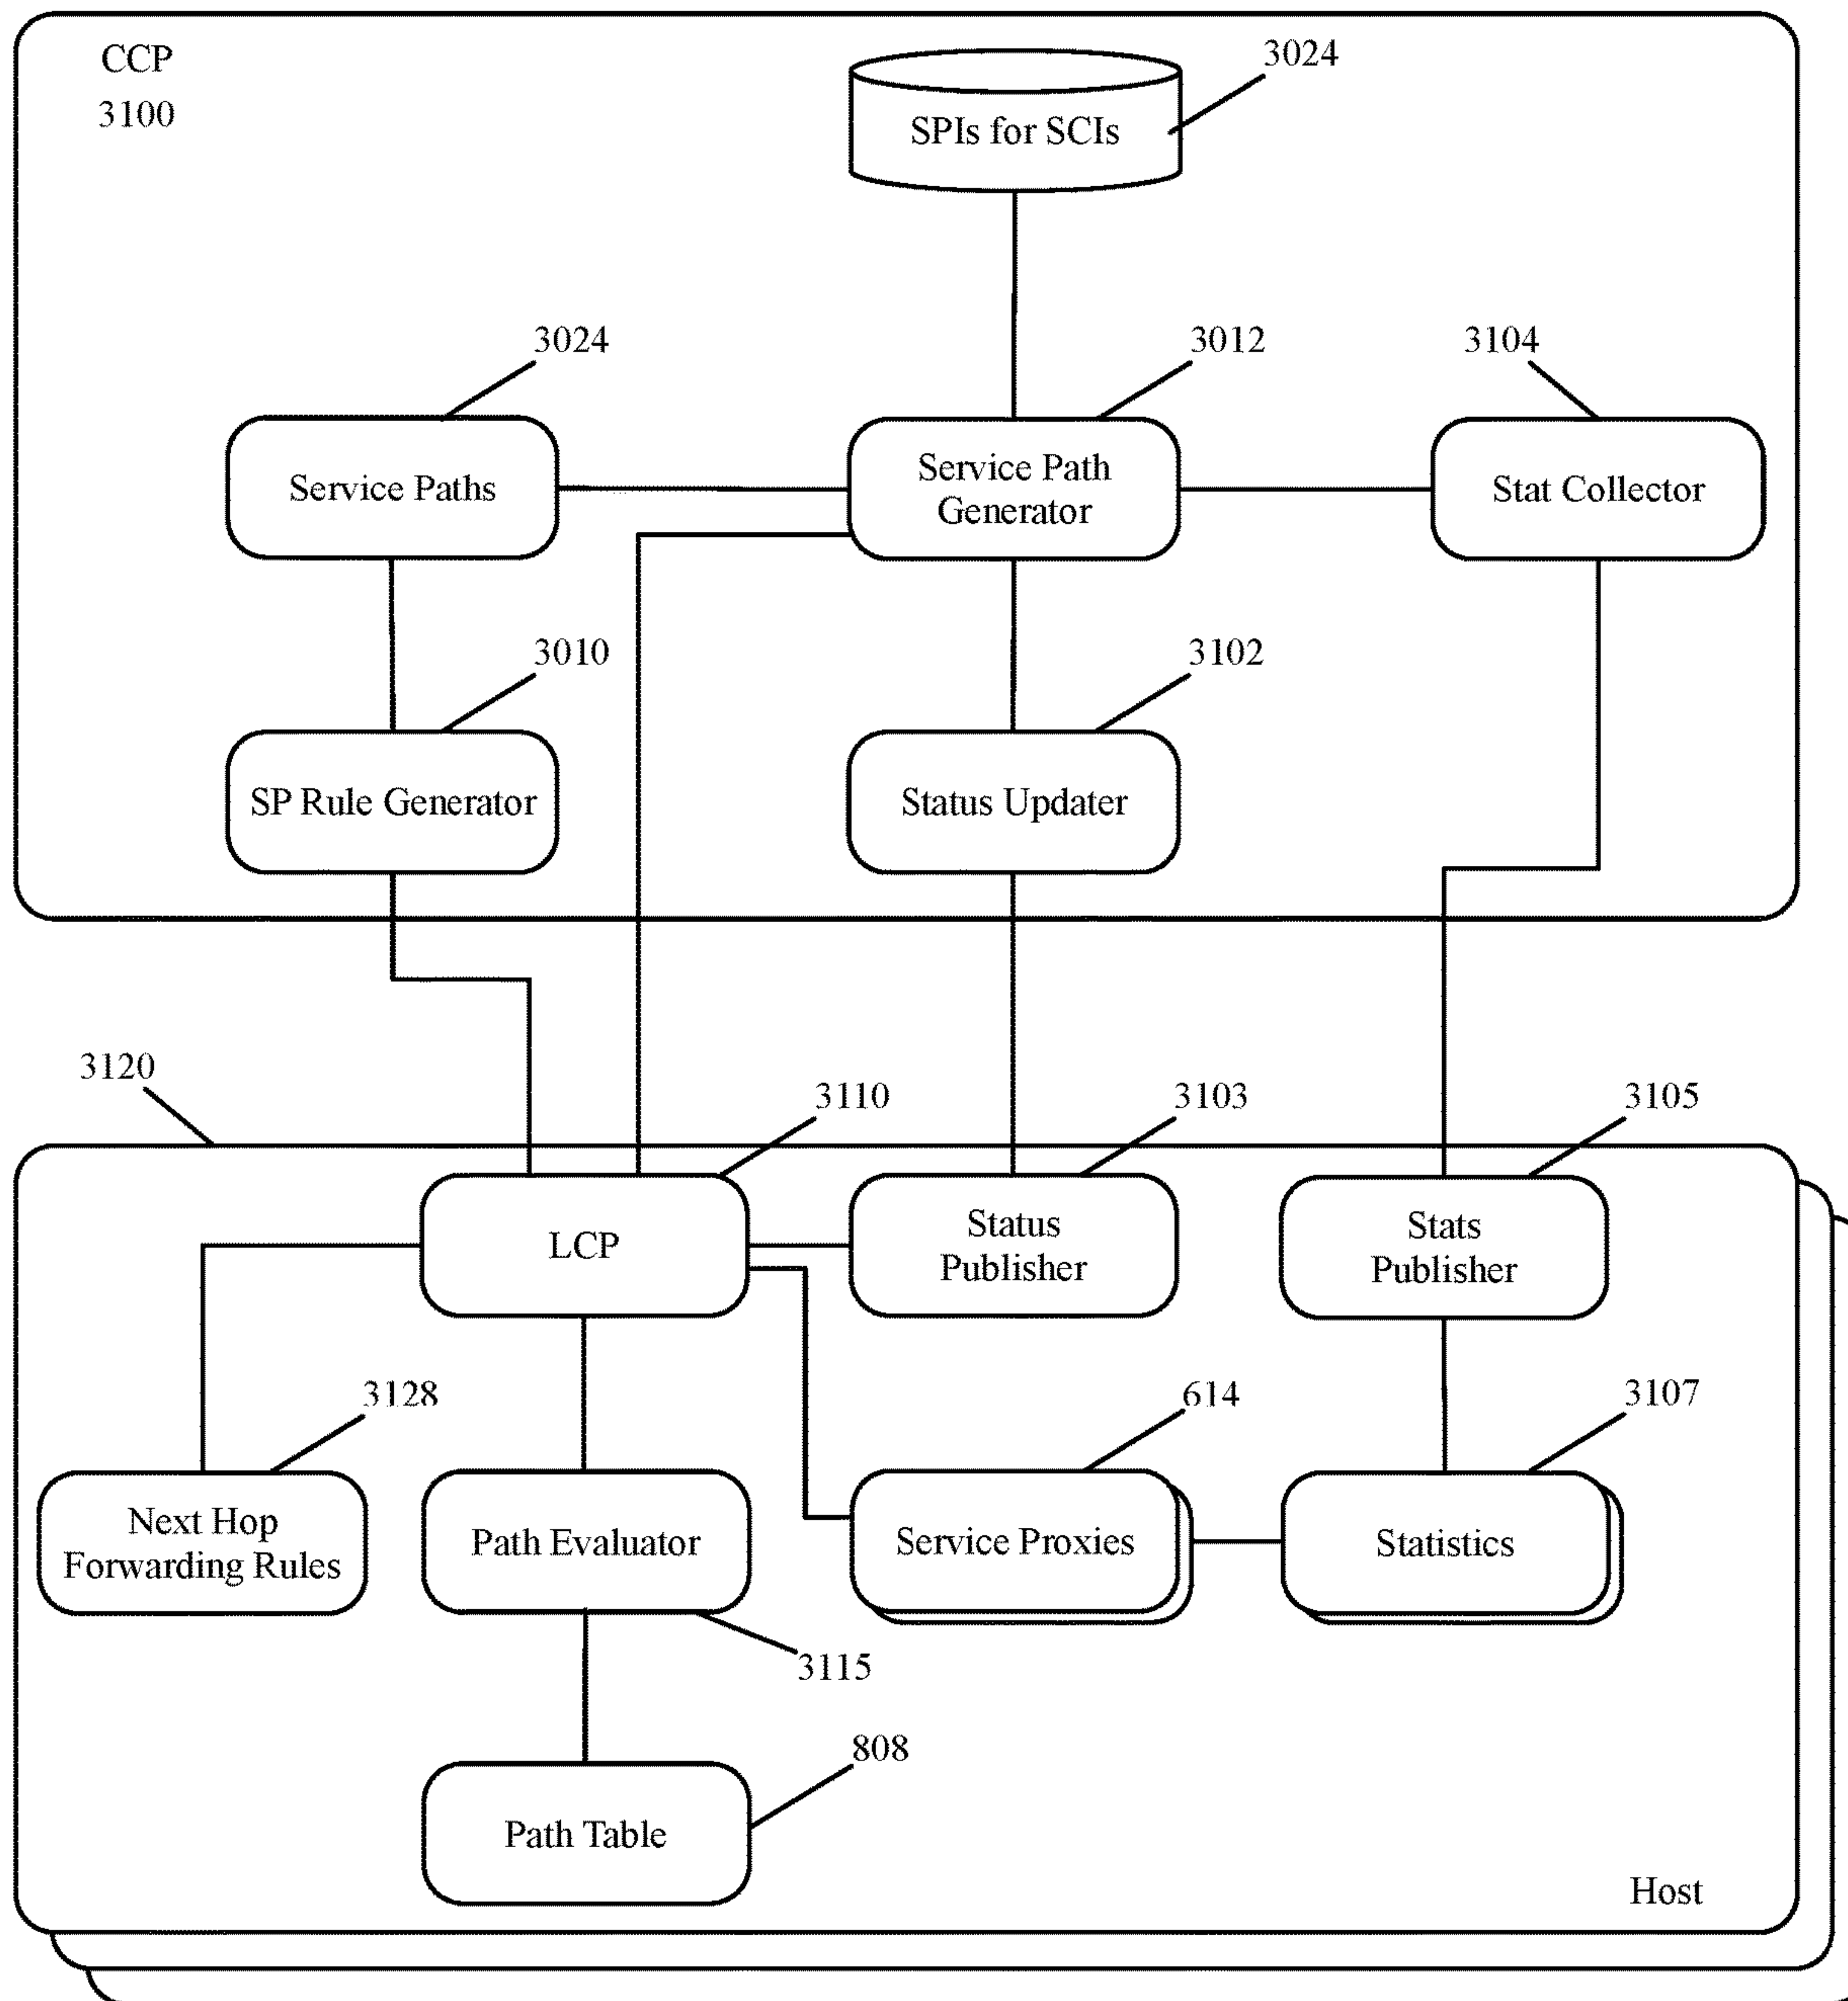 CCP
3100
3024
SPIs for SCIs
3024
3012
3104
Service Paths
Service Path
Generator
Stat Collector
3010
3102
SP Rule Generator
Status Updater
3120
3110
3103
3105
LCP
Status
Publisher
Stats
Publisher
3128
614
3107
Next Hop
Forwarding Rules
Path Evaluator
Service Proxies
Statistics
3115
808
Path Table
Host